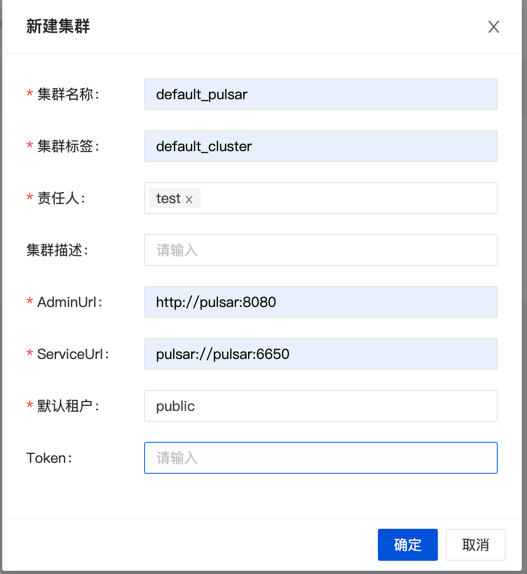 新建集群
* 集群名称： default_pulsar
* 集群标签： default_cluster
* 责任人： test x
集群描述： 请输入
* AdminUrl： http://pulsar:8080
* ServiceUrl： pulsar://pulsar:6650
* 默认租户： public
Token： 请输入
确定 取消